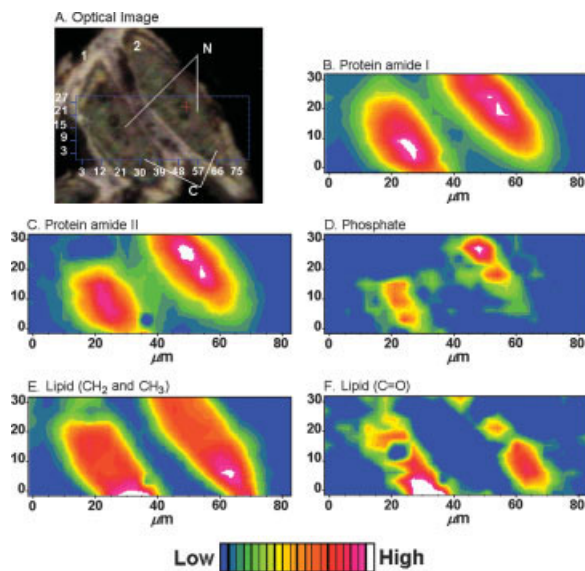 A. Optical Image
1 2 N
27
21
15
9
3
3 12 21 30 39 48 57 66 75
C
μm
B. Protein amide I
30
20
10
0
0 20 40 60 80
μm
C. Protein amide II
30
20
10
0
0 20 40 60 80
μm
D. Phosphate
30
20
10
0
0 20 40 60 80
μm
E. Lipid (CH2 and CH3)
30
20
10
0
0 20 40 60 80
μm
F. Lipid (C=O)
30
20
10
0
0 20 40 60 80
μm
Low High